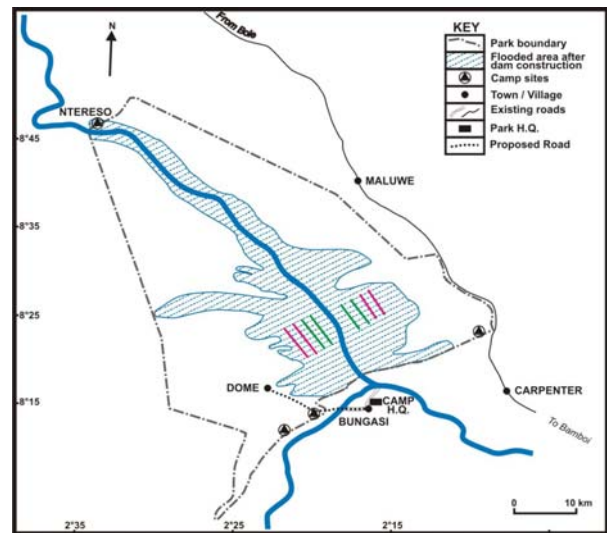 From Bole
N
KEY
Park boundary
Flooded area after
dam construction
Camp sites
Town / Village
Existing roads
Park H.Q.
Proposed Road
NTERESO
8°45
MALUWE
8°35
8°25
DOME
CARPENTER
8°15
CAMP
H.Q.
BUNGASI
To Bamboi
0 10 km
2°35 2°25 2°15